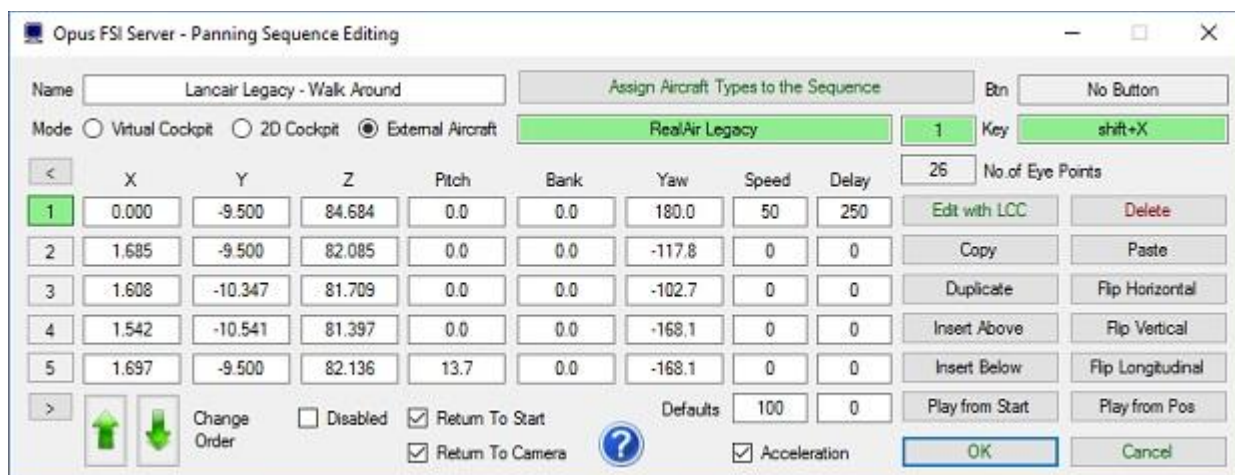 Opus FSI Server - Panning Sequence Editing
Name Lancair Legacy - Walk Around Assign Aircraft Types to the Sequence Btn No Button
Mode Virtual Cockpit 2D Cockpit External Aircraft RealAir Legacy 1 Key shift+X
< X Y Z Pitch Bank Yaw Speed Delay 26 No.of Eye Points
1 0.000 -9.500 84.684 0.0 0.0 180.0 50 250 Edit with LCC Delete
2 1.685 -9.500 82.085 0.0 0.0 -117.8 0 0 Copy Paste
3 1.608 -10.347 81.709 0.0 0.0 -102.7 0 0 Duplicate Flip Horizontal
4 1.542 -10.541 81.397 0.0 0.0 -168.1 0 0 Insert Above Flip Vertical
5 1.697 -9.500 82.136 13.7 0.0 -168.1 0 0 Insert Below Flip Longitudinal
> Change Order Disabled Return To Start Defaults 100 0 Play from Start Play from Pos
Return To Camera ? Acceleration OK Cancel